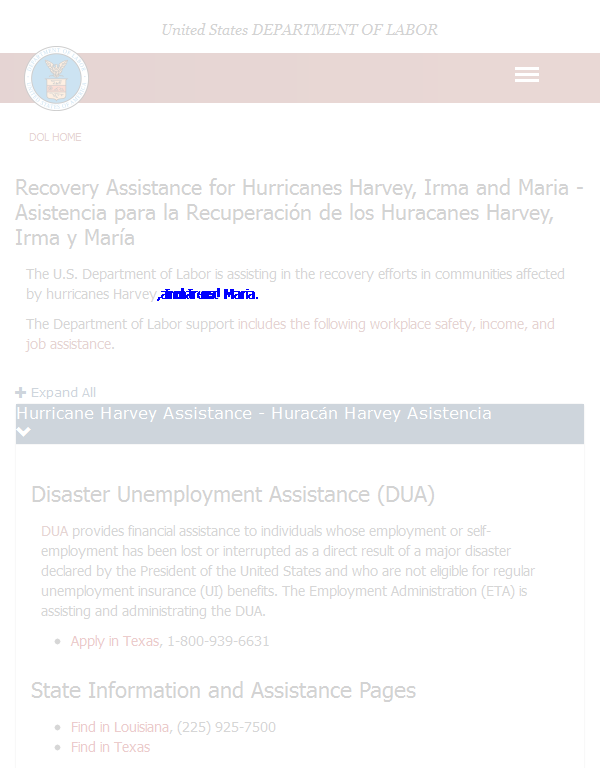 United States DEPARTMENT OF LABOR
DOL HOME
Recovery Assistance for Hurricanes Harvey, Irma and Maria -
Asistencia para la Recuperación de los Huracanes Harvey,
Irma y María
The U.S. Department of Labor is assisting in the recovery efforts in communities affected
by hurricanes Harvey Maria.
The Department of Labor support includes the following workplace safety, income, and
job assistance.
Expand All
Hurricane Harvey Assistance - Huracán Harvey Asistencia
Disaster Unemployment Assistance (DUA)
DUA provides financial assistance to individuals whose employment or self-
employment has been lost or interrupted as a direct result of a major disaster
declared by the President of the United States and who are not eligible for regular
unemployment insurance (UI) benefits. The Employment Administration (ETA) is
assisting and administrating the DUA.
• Apply in Texas, 1-800-939-6631
State Information and Assistance Pages
• Find in Louisiana, (225) 925-7500
• Find in Texas